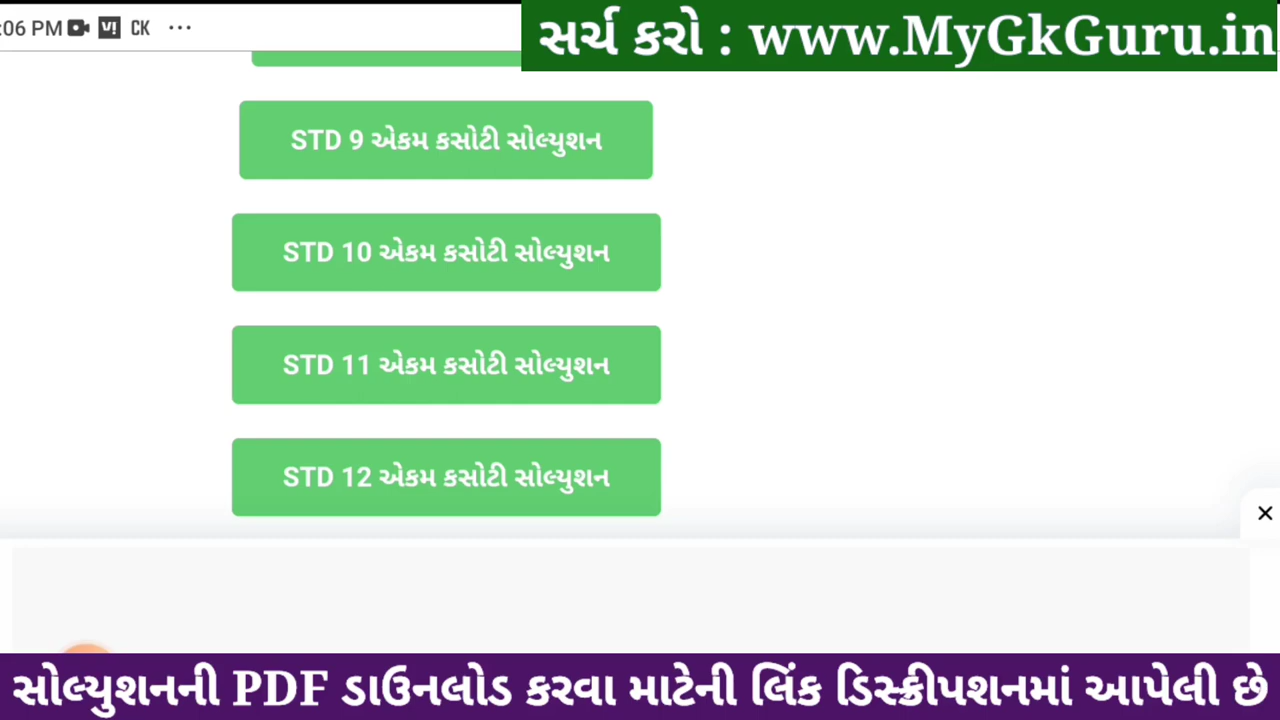 :06 PM CK ...
સર્ચ કરો : www.MyGkGuru.in
STD 9 એકમ કસોટી સોલ્યુશન
STD 10 એકમ કસોટી સોલ્યુશન
STD 11 એકમ કસોટી સોલ્યુશન
STD 12 એકમ કસોટી સોલ્યુશન
સોલ્યુશનની PDF ડાઉનલોડ કરવા માટેની લિંક ડિસ્ક્રીપશનમાં આપેલી છે